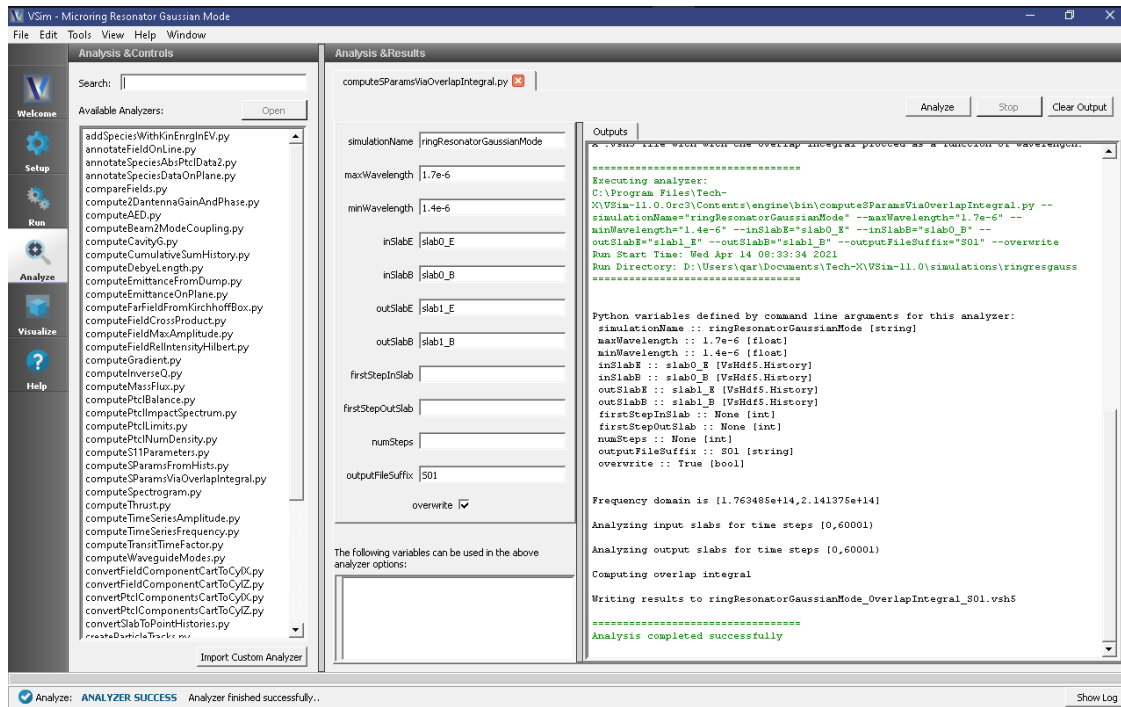 VSim - Microring Resonator Gaussian Mode
File Edit Tools View Help Window
Analysis &Controls
Analysis &Results
Welcome
Setup
Run
Analyze
Visualize
Help
Search:
Available Analyzers:
Open
addSpeciesWithKinEnrgInEV.py
annotateFieldOnLine.py
annotateSpeciesAbsPtclData2.py
annotateSpeciesDataOnPlane.py
compareFields.py
compute2DantennaGainAndPhase.py
computeAED.py
computeBeam2ModeCoupling.py
computeCavityG.py
computeCumulativeSumHistory.py
computeDebyeLength.py
computeEmittanceFromDump.py
computeEmittanceOnPlane.py
computeFarFieldFromKirchhoffBox.py
computeFieldCrossProduct.py
computeFieldMaxAmplitude.py
computeFieldRelIntensityHilbert.py
computeGradient.py
computeInverseQ.py
computeMassFlux.py
computePtclBalance.py
computePtclImpactSpectrum.py
computePtclLimits.py
computePtclNumDensity.py
computeS11Parameters.py
computeSParamsFromHists.py
computeSParamsViaOverlapIntegral.py
computeSpectrogram.py
computeThrust.py
computeTimeSeriesAmplitude.py
computeTimeSeriesFrequency.py
computeTransitTimeFactor.py
computeWaveguideModes.py
convertFieldComponentCartToCylX.py
convertFieldComponentCartToCylZ.py
convertPtclComponentsCartToCylX.py
convertPtclComponentsCartToCylZ.py
convertSlabToPointHistories.py
createParticleTracks.py
Import Custom Analyzer
computeSParamsViaOverlapIntegral.py
Analyze Stop Clear Output
simulationName ringResonatorGaussianMode
maxWavelength 1.7e-6
minWavelength 1.4e-6
inSlabE slab0_E
inSlabB slab0_B
outSlabE slab1_E
outSlabB slab1_B
firstStepInSlab
firstStepOutSlab
numSteps
outputFileSuffix S01
overwrite
The following variables can be used in the above
analyzer options:
Outputs
A .vsh5 file with with the overlap integral plotted as a function of wavelength.
=================================
Executing analyzer:
C:\Program Files\Tech-
X\VSim-11.0.0rc3\Contents\engine\bin\computeSParamsViaOverlapIntegral.py --
simulationName="ringResonatorGaussianMode" --maxWavelength="1.7e-6" --
minWavelength="1.4e-6" --inSlabE="slab0_E" --inSlabB="slab0_B" --
outSlabE="slab1_E" --outSlabB="slab1_B" --outputFileSuffix="S01" --overwrite
Run Start Time: Wed Apr 14 08:33:34 2021
Run Directory: D:\Users\qar\Documents\Tech-X\VSim-11.0\simulations\ringresgauss
=================================
Python variables defined by command line arguments for this analyzer:
simulationName :: ringResonatorGaussianMode [string]
maxWavelength :: 1.7e-6 [float]
minWavelength :: 1.4e-6 [float]
inSlabE :: slab0_E [VsHdf5.History]
inSlabB :: slab0_B [VsHdf5.History]
outSlabE :: slab1_E [VsHdf5.History]
outSlabB :: slab1_B [VsHdf5.History]
firstStepInSlab :: None [int]
firstStepOutSlab :: None [int]
numSteps :: None [int]
outputFileSuffix :: S01 [string]
overwrite :: True [bool]
Frequency domain is [1.763485e+14,2.141375e+14]
Analyzing input slabs for time steps [0,60001)
Analyzing output slabs for time steps [0,60001)
Computing overlap integral
Writing results to ringResonatorGaussianMode_OverlapIntegral_S01.vsh5
=================================
Analysis completed successfully
Analyze: ANALYZER SUCCESS Analyzer finished successfully..
Show Log